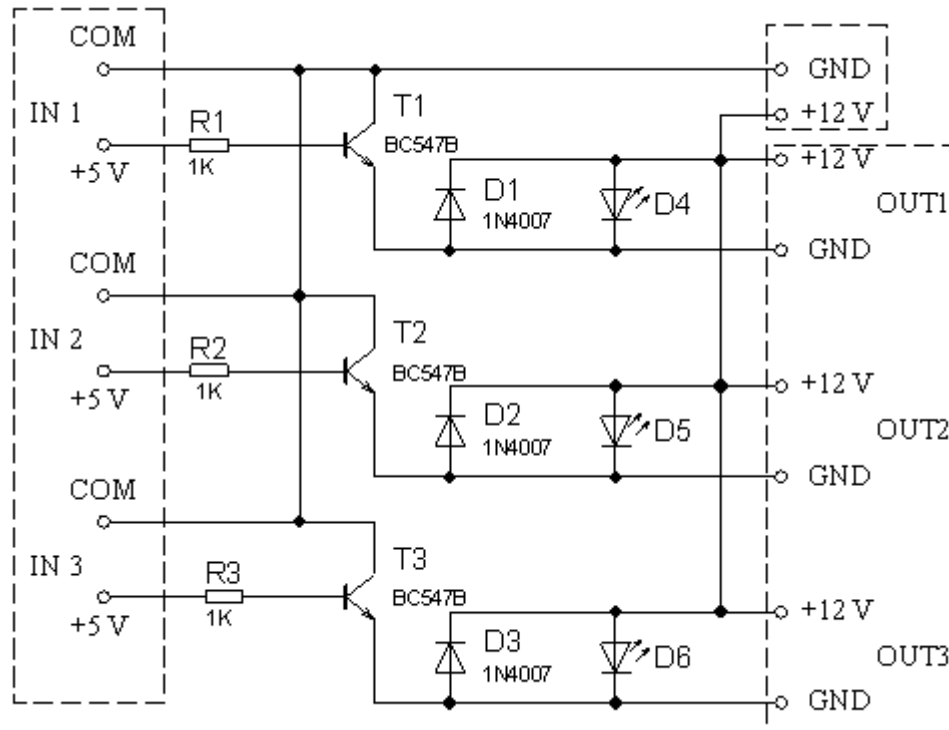 COM
GND
IN 1
R1
T1
+12 V
+5 V
1K
BC547B
+12 V
D1
1N4007
D4
OUT1
COM
GND
IN 2
R2
T2
+5 V
1K
BC547B
+12 V
D2
1N4007
D5
OUT2
COM
GND
IN 3
R3
T3
+5 V
1K
BC547B
+12 V
D3
1N4007
D6
OUT3
GND